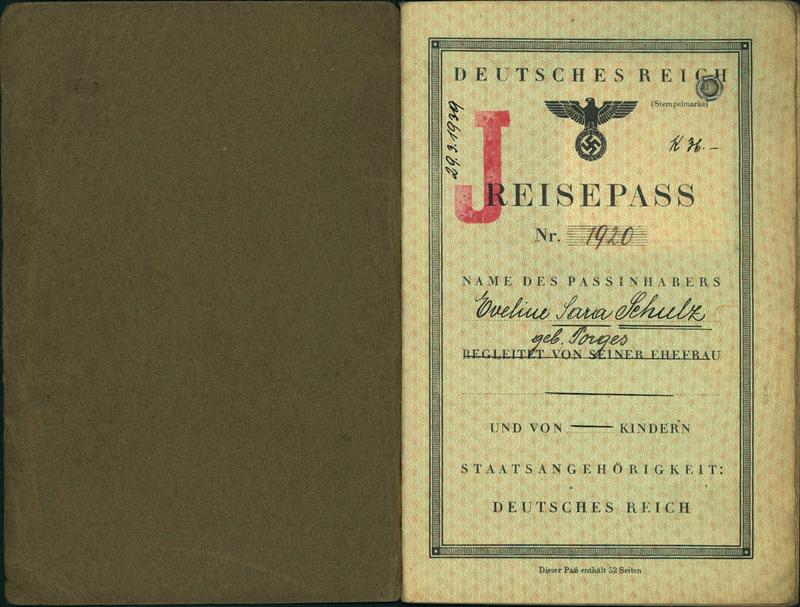 DEUTSCHES REICH
(Stempelmarke)
29.3.1939
K 36.–
J
REISEPASS
Nr. 1920
NAME DES PASSINHABERS
Eveline Sara Schulz
geb. Porges
BEGLEITET VON SEINER EHEFRAU
UND VON — KINDERN
STAATSANGEHÖRIGKEIT:
DEUTSCHES REICH
Dieser Paß enthält 32 Seiten